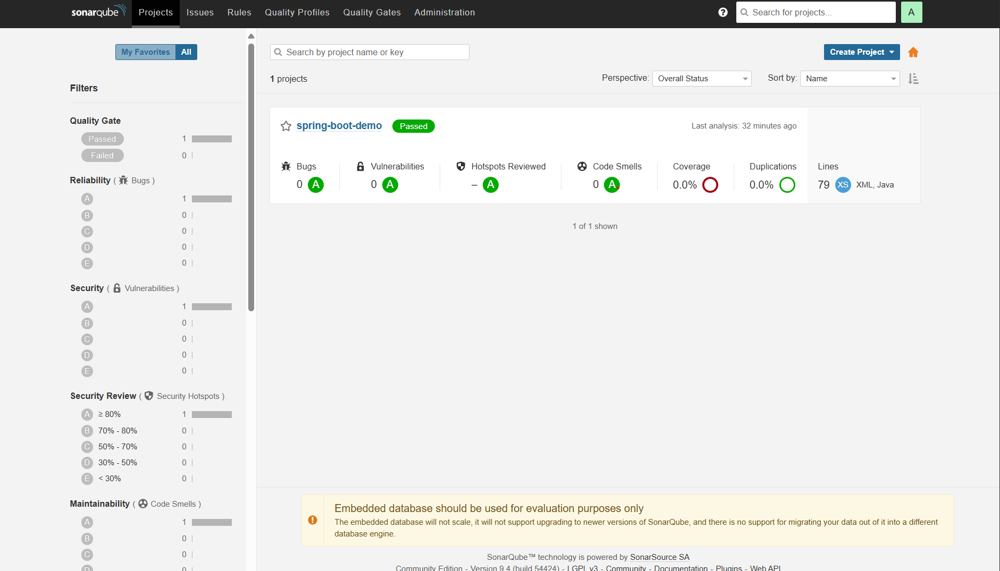 sonarqube Projects Issues Rules Quality Profiles Quality Gates Administration ? Search for projects... A
My Favorites All
Filters
Quality Gate
Passed 1
Failed 0
Reliability ( Bugs )
A 1
B 0
C 0
D 0
E 0
Security ( Vulnerabilities )
A 1
B 0
C 0
D 0
E 0
Security Review ( Security Hotspots )
A ≥ 80% 1
B 70% - 80% 0
C 50% - 70% 0
D 30% - 50% 0
E < 30% 0
Maintainability ( Code Smells )
A 1
B 0
C 0
D 0
Search by project name or key Create Project
1 projects Perspective: Overall Status Sort by: Name
spring-boot-demo Passed Last analysis: 32 minutes ago
Bugs Vulnerabilities Hotspots Reviewed Code Smells Coverage Duplications Lines
0 A 0 A – A 0 A 0.0% 0.0% 79 XS XML, Java
1 of 1 shown
Embedded database should be used for evaluation purposes only
The embedded database will not scale, it will not support upgrading to newer versions of SonarQube, and there is no support for migrating your data out of it into a different
database engine.
SonarQube™ technology is powered by SonarSource SA
Community Edition - Version 9.4 (build 54424) - LGPL v3 - Community - Documentation - Plugins - Web API